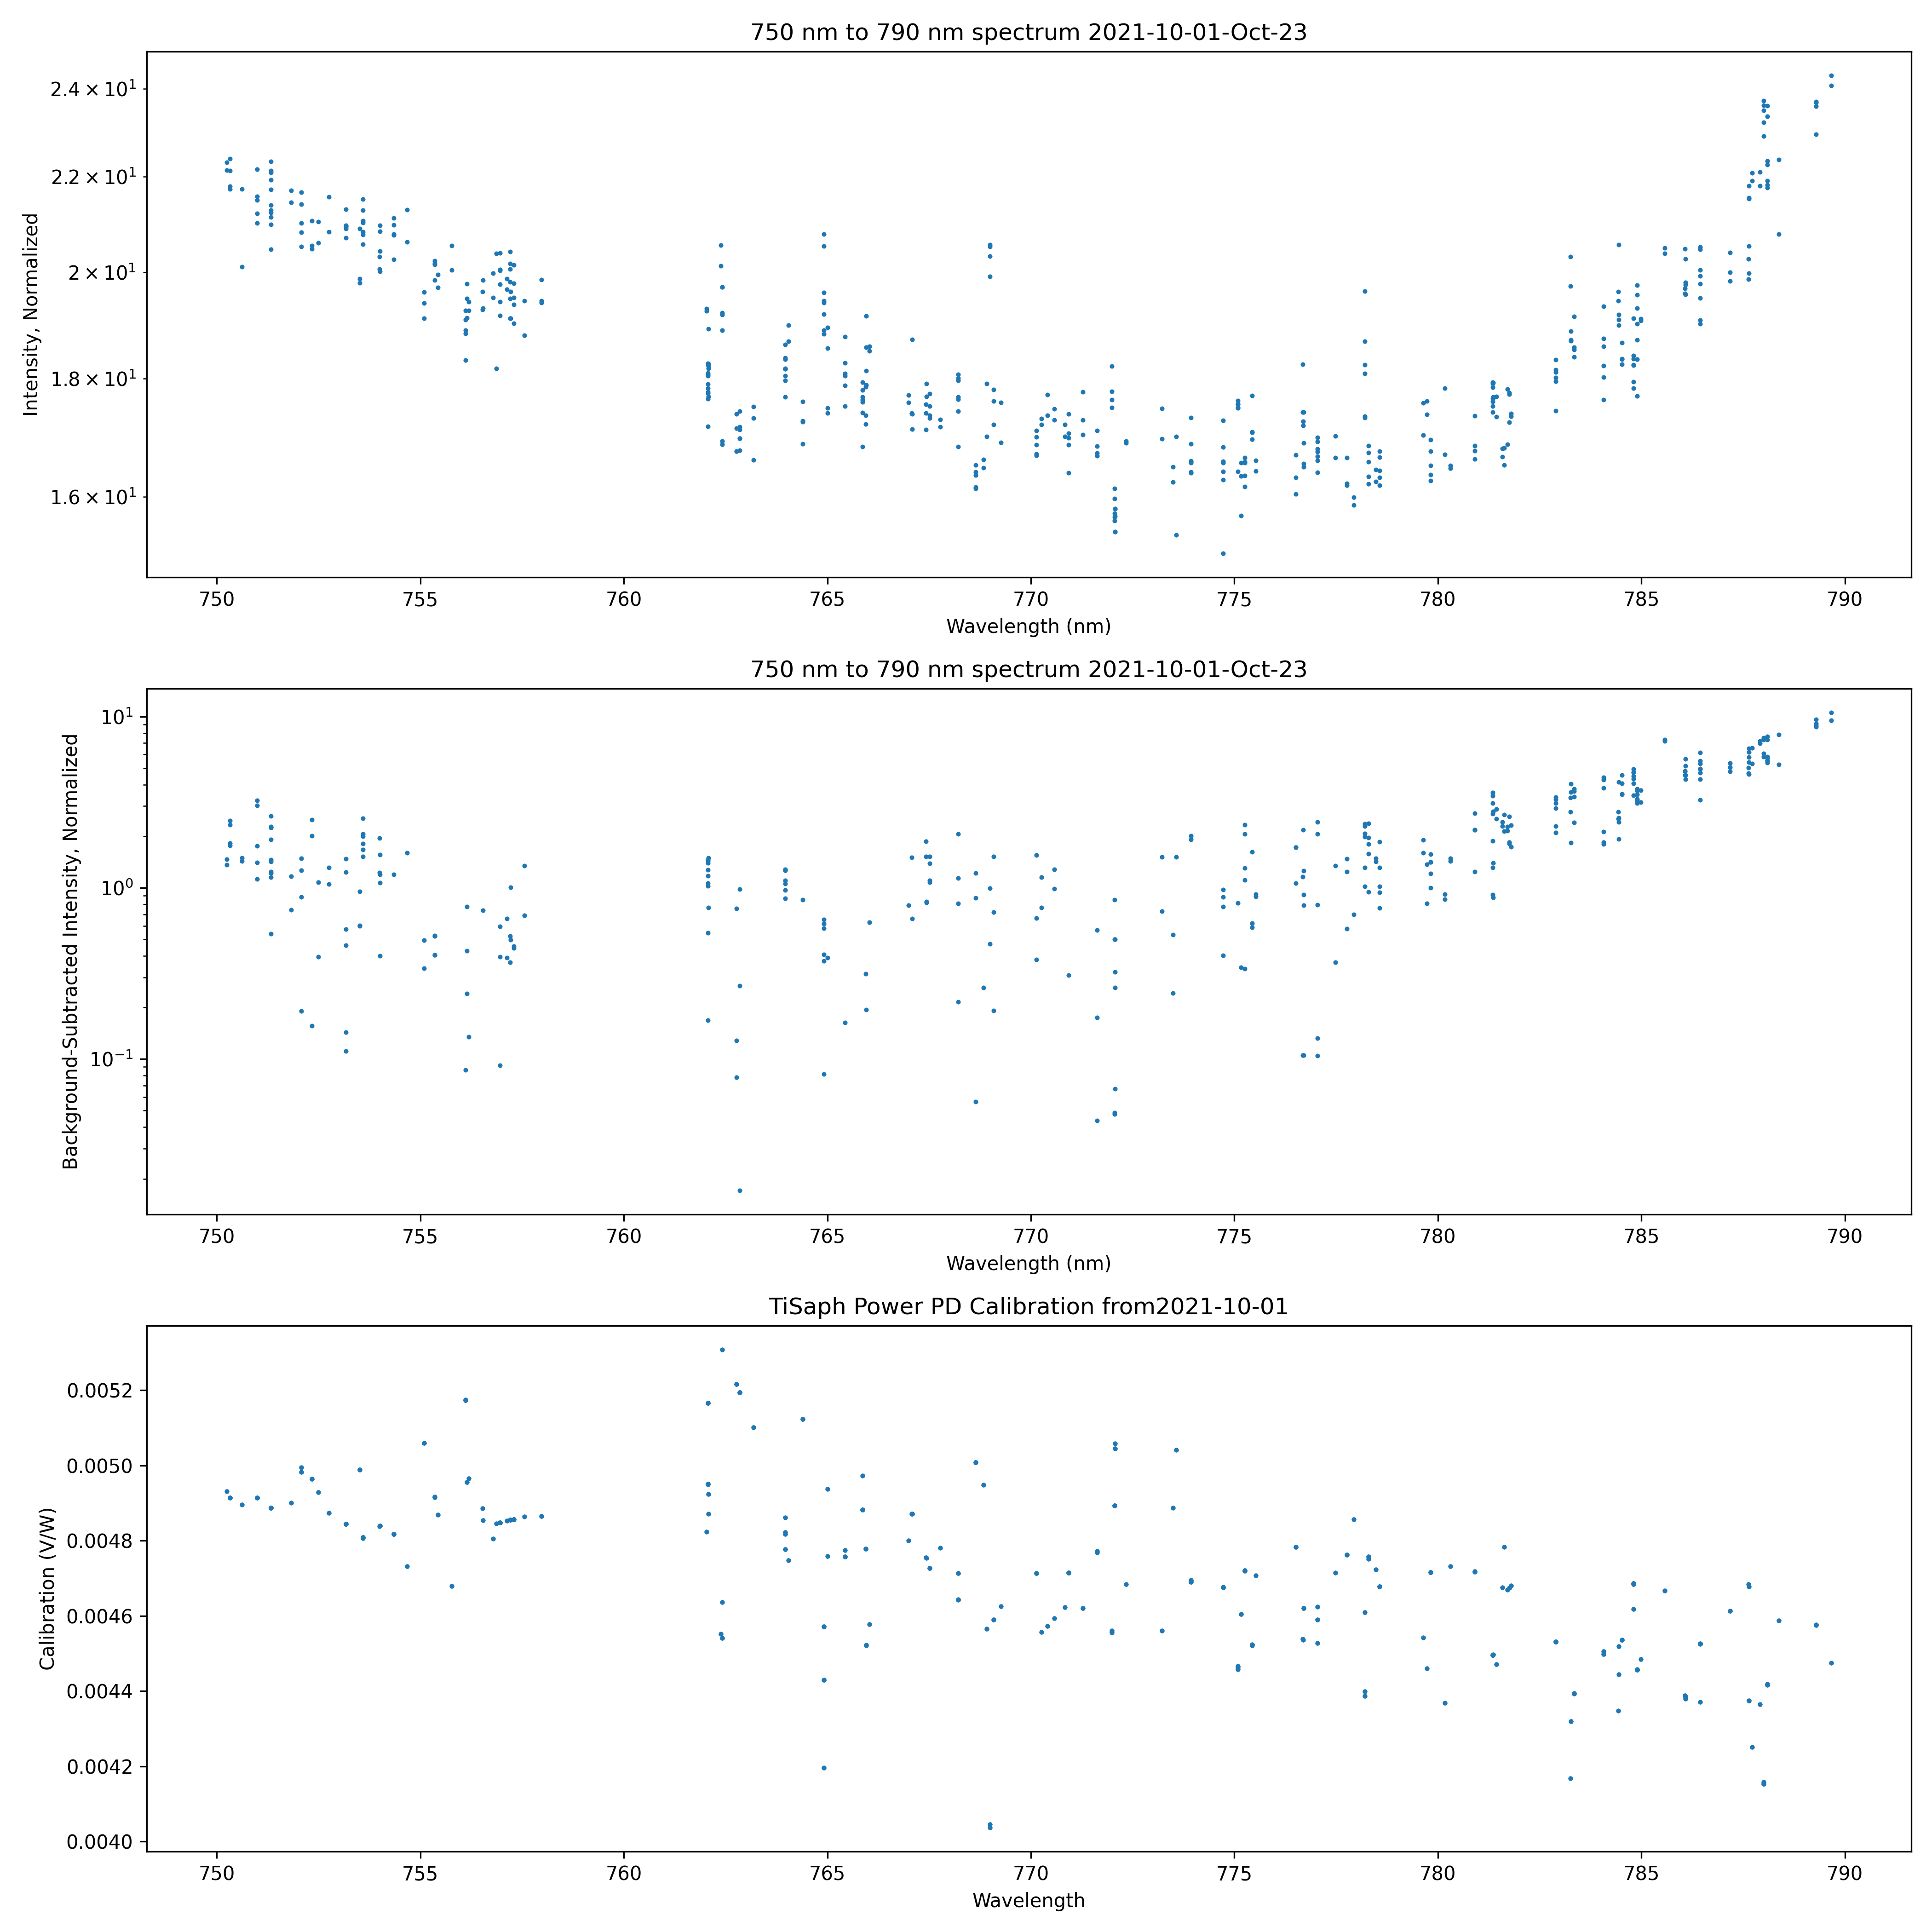 750 nm to 790 nm spectrum 2021-10-01-Oct-23
Intensity, Normalized
2.4 × 10¹
2.2 × 10¹
2 × 10¹
1.8 × 10¹
1.6 × 10¹
750 755 760 765 770 775 780 785 790
Wavelength (nm)
750 nm to 790 nm spectrum 2021-10-01-Oct-23
Background-Subtracted Intensity, Normalized
10¹
10⁰
10⁻¹
750 755 760 765 770 775 780 785 790
Wavelength (nm)
TiSaph Power PD Calibration from2021-10-01
Calibration (V/W)
0.0052
0.0050
0.0048
0.0046
0.0044
0.0042
0.0040
750 755 760 765 770 775 780 785 790
Wavelength